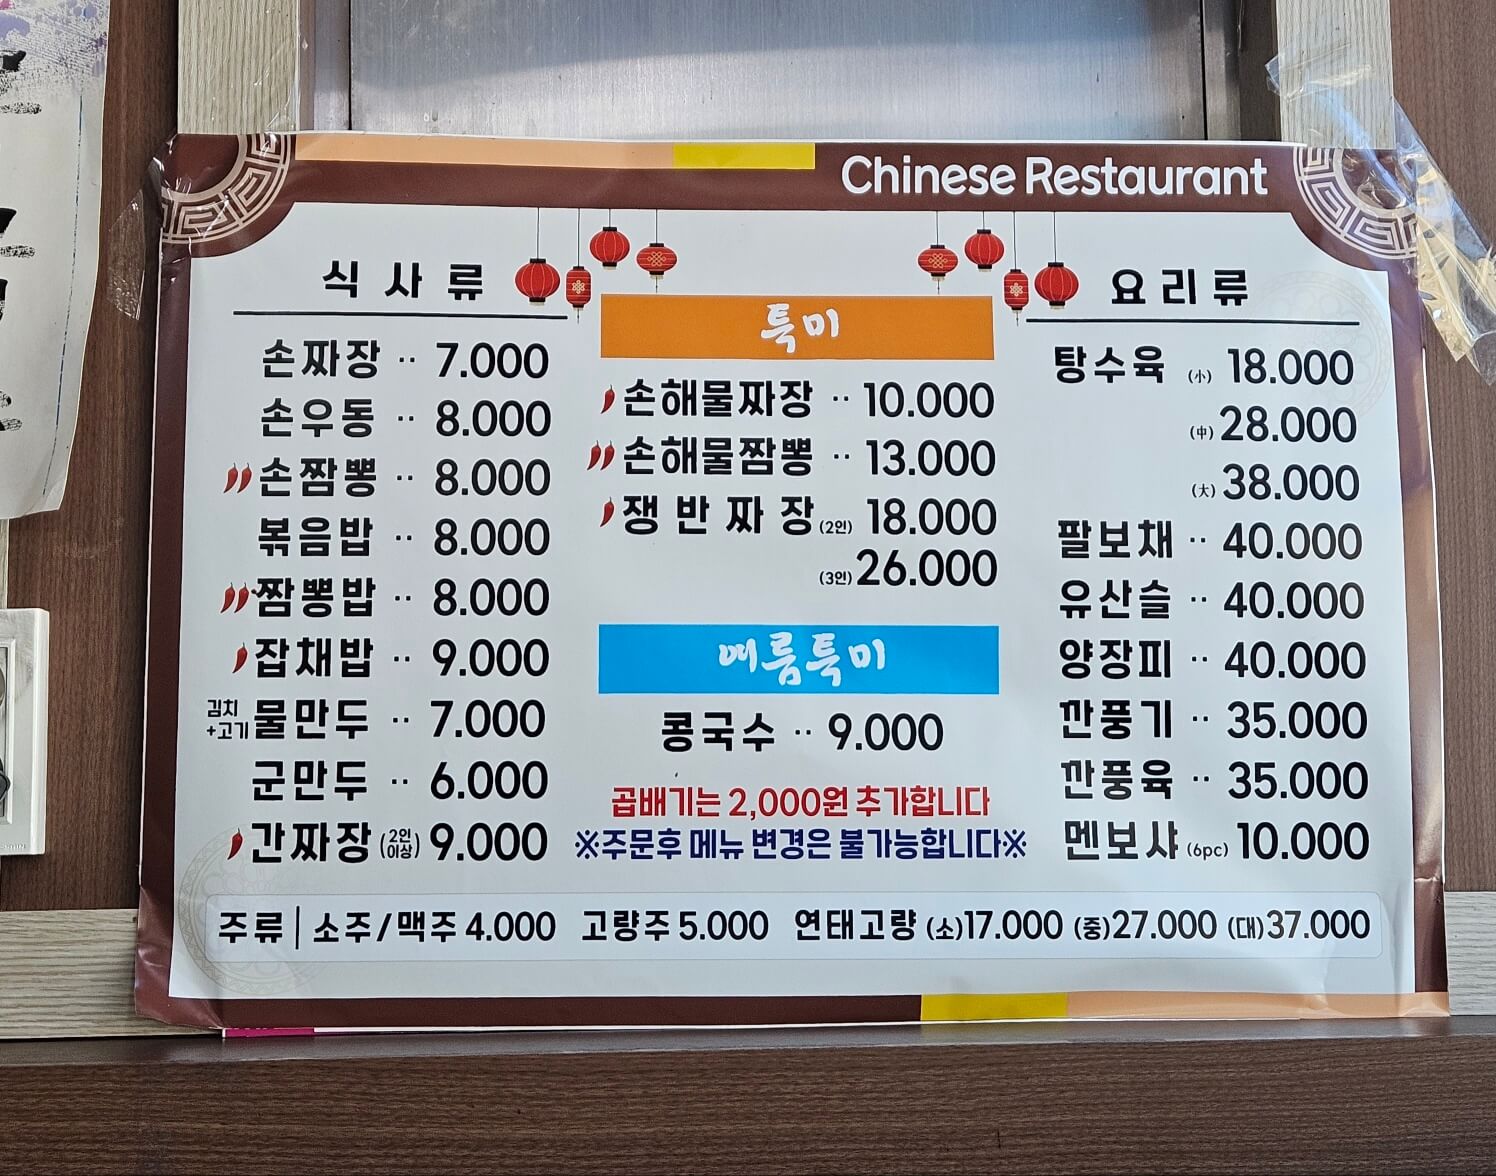 Chinese Restaurant
식사류
손짜장 ·· 7.000
손우동 ·· 8.000
손짬뽕 ·· 8.000
볶음밥 ·· 8.000
짬뽕밥 ·· 8.000
잡채밥 ·· 9.000
김치+고기 물만두 ·· 7.000
군만두 ·· 6.000
간짜장 (2인이상) 9.000
특미
손해물짜장 ·· 10.000
손해물짬뽕 ·· 13.000
쟁반짜장 (2인) 18.000
(3인) 26.000
여름특미
콩국수 ·· 9.000
곱배기는 2,000원 추가합니다
※주문후 메뉴 변경은 불가능합니다※
요리류
탕수육 (小) 18.000
(中) 28.000
(大) 38.000
팔보채 ·· 40.000
유산슬 ·· 40.000
양장피 ·· 40.000
깐풍기 ·· 35.000
깐풍육 ·· 35.000
멘보샤 (6pc) 10.000
주류 | 소주/맥주 4.000 고량주 5.000 연태고량 (소)17.000 (중)27.000 (대)37.000